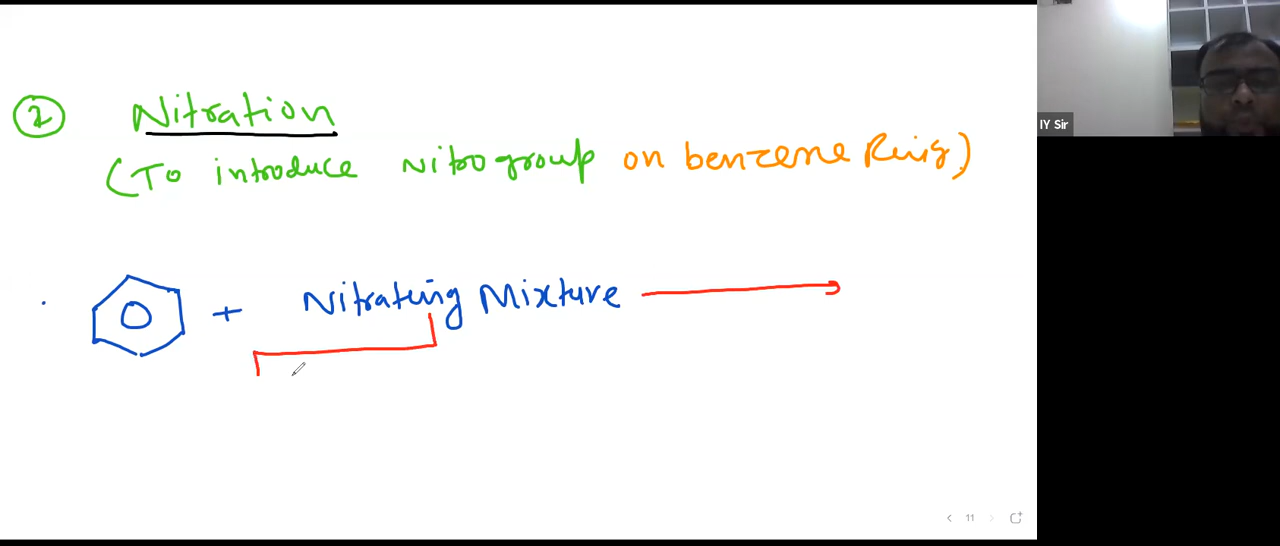 ② Nitration
(To introduce Nitro group on benzene Ring)
+ Nitrating Mixture
IY Sir
11